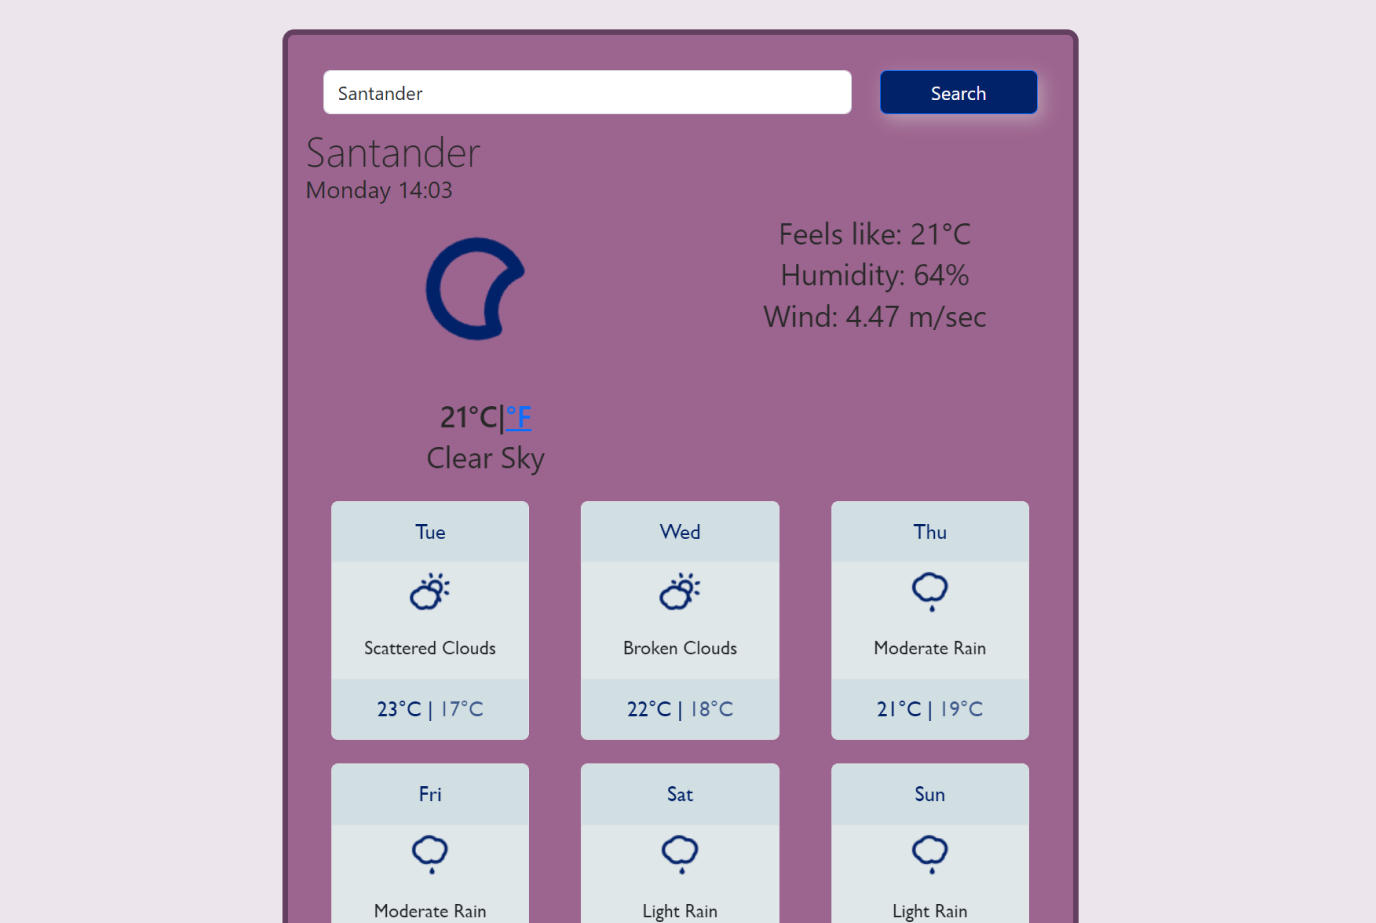 Santander
Search
Santander
Monday 14:03
Feels like: 21°C
Humidity: 64%
Wind: 4.47 m/sec
21°C|°F
Clear Sky
Tue
Scattered Clouds
23°C | 17°C
Wed
Broken Clouds
22°C | 18°C
Thu
Moderate Rain
21°C | 19°C
Fri
Moderate Rain
Sat
Light Rain
Sun
Light Rain